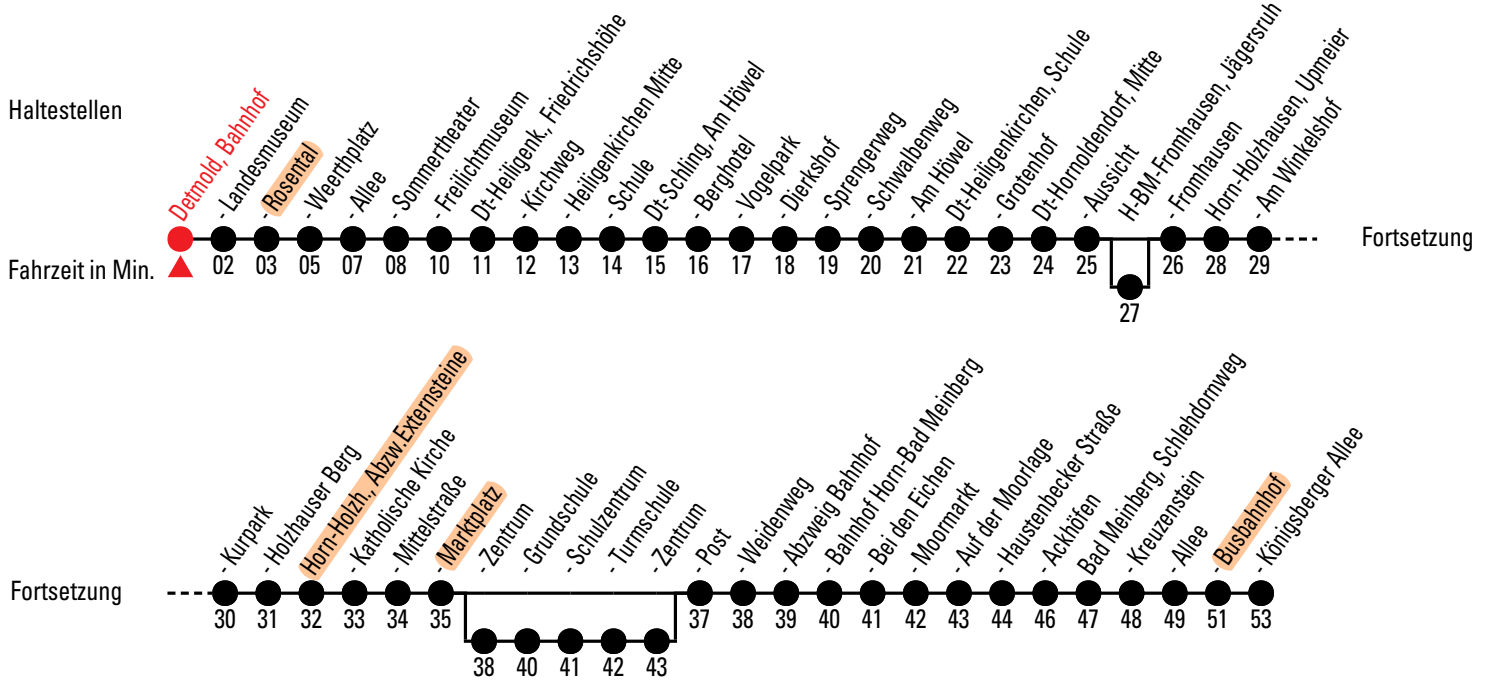 Haltestellen
Detmold, Bahnhof
- Landesmuseum
- Rosental
- Weerthplatz
- Allee
- Sommertheater
- Freilichtmuseum
Dt-Heiligenk., Friedrichshöhe
- Kirchweg
- Heiligenkirchen Mitte
- Schule
Dt-Schling, Am Höwel
- Berghotel
- Vogelpark
- Dierkshof
- Sprengerweg
- Schwalbenweg
- Am Höwel
Dt-Heiligenkirchen, Schule
- Grotenhof
Dt-Hornoldendorf, Mitte
- Aussicht
H-BM-Fromhausen, Jägersruh
- Fromhausen
Horn-Holzhausen, Upmeier
- Am Winkelshof
Fortsetzung
Fahrzeit in Min.
02 03 05 07 08 10 11 12 13 14 15 16 17 18 19 20 21 22 23 24 25 26 28 29
27
- Kurpark
- Holzhauser Berg
Horn-Holzh., Abzw.Externsteine
- Katholische Kirche
- Mittelstraße
- Marktplatz
- Zentrum
- Grundschule
- Schulzentrum
- Turnschule
- Zentrum
- Post
- Weidenweg
- Abzweig Bahnhof
- Bahnhof Horn-Bad Meinberg
- Bei den Eichen
- Moormarkt
- Auf der Moorlage
- Haustenbecker Straße
- Ackhöfen
Bad Meinberg, Schlehdornweg
- Kreuzenstein
- Allee
- Busbahnhof
- Königsberger Allee
Fortsetzung
30 31 32 33 34 35 37 38 39 40 41 42 43 44 46 47 48 49 51 53
38 40 41 42 43